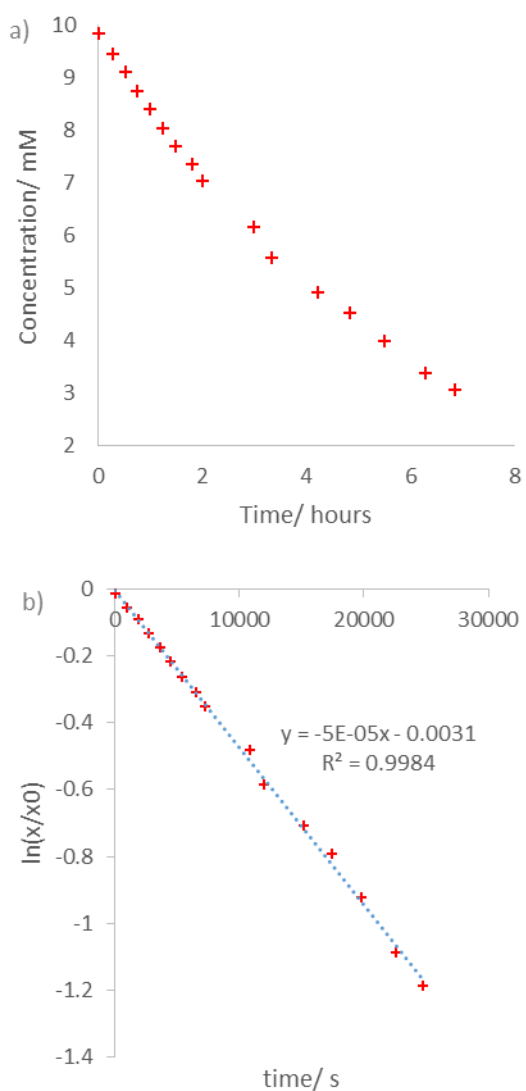 a)
10
9
8
7
6
5
4
3
2
Concentration/ mM
0 2 4 6 8
Time/ hours
b)
0
0 10000 20000 30000
-0.2
-0.4
-0.6
-0.8
-1
-1.2
-1.4
y = -5E-05x - 0.0031
R² = 0.9984
ln(x/x0)
time/ s